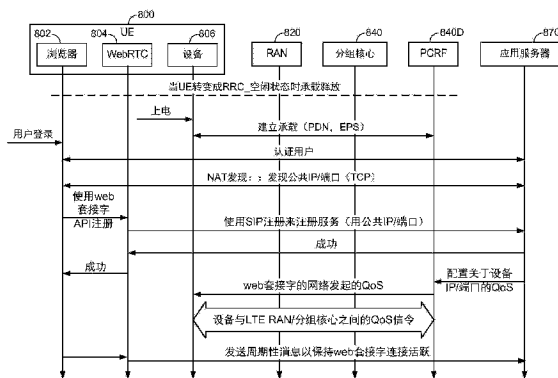 800
UE
802
804
806
820
840
840D
870
浏览器
WebRTC
设备
RAN
分组核心
PCRF
应用服务器
当UE转变成RRC_空闲状态时承载释放
上电
建立承载（PDN、EPS）
用户登录
认证用户
NAT发现：；发现公共IP/端口（TCP）
使用web
套接字
API注册
使用SIP注册来注册服务（用公共IP/端口）
成功
成功
配置关于设备
IP/端口的QoS
web套接字的网络发起的QoS
设备与LTE RAN/分组核心之间的QoS信令
发送周期性消息以保持web套接字连接活跃